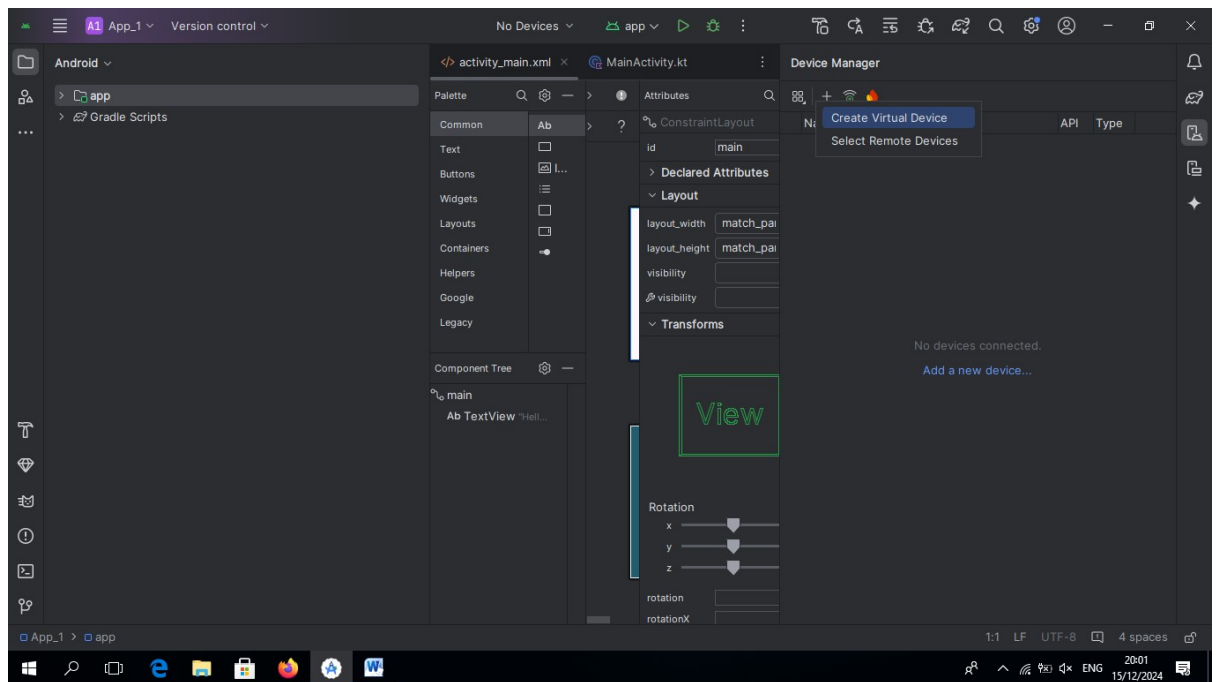 A1 App_1 Version control No Devices app
Android
activity_main.xml MainActivity.kt
Device Manager
app
Gradle Scripts
Palette
Common
Text
Buttons
Widgets
Layouts
Containers
Helpers
Google
Legacy
Ab
I...
Component Tree
main
Ab TextView "Hell...
?
Attributes
ConstraintLayout
id main
Declared Attributes
Layout
layout_width match_pa
layout_height match_pa
visibility
visibility
Transforms
View
Rotation
x
y
z
rotation
rotationX
Create Virtual Device
Select Remote Devices
Na API Type
No devices connected.
Add a new device...
App_1 > app 1:1 LF UTF-8 4 spaces
ENG 20:01
15/12/2024